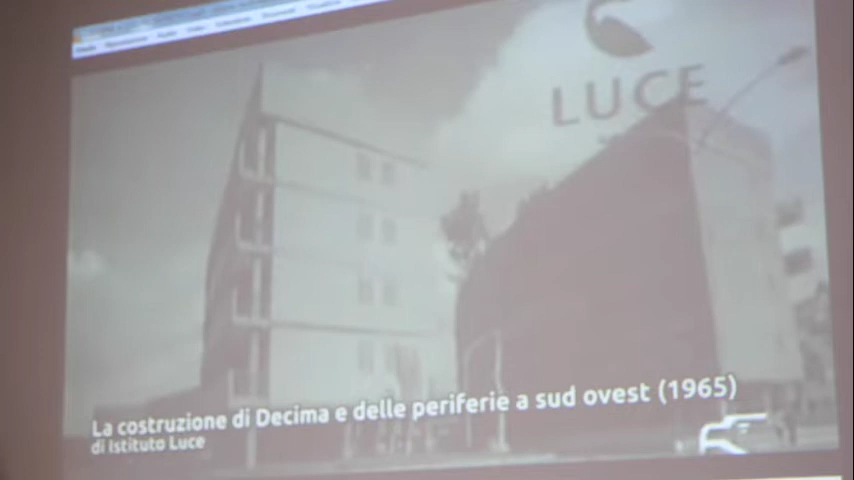 LUCE
La costruzione di Decima e delle periferie a sud ovest (1965)
di Istituto Luce